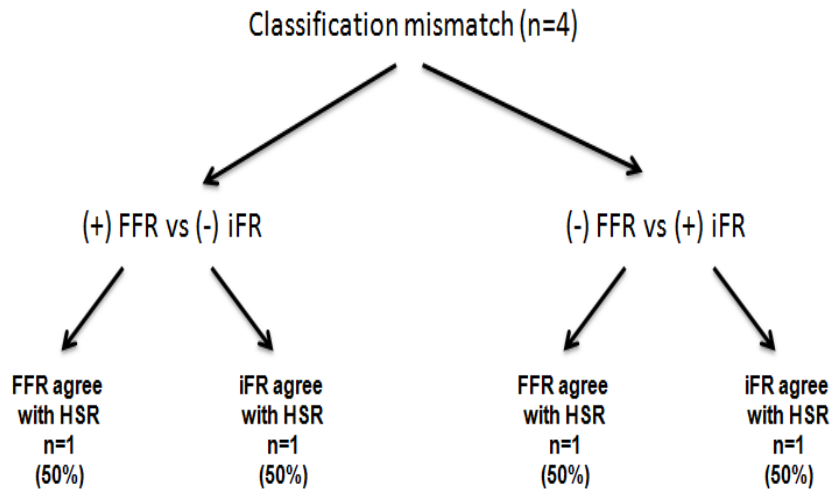 Classification mismatch (n=4)
(+) FFR vs (-) iFR
(-) FFR vs (+) iFR
FFR agree
with HSR
n=1
(50%)
iFR agree
with HSR
n=1
(50%)
FFR agree
with HSR
n=1
(50%)
iFR agree
with HSR
n=1
(50%)